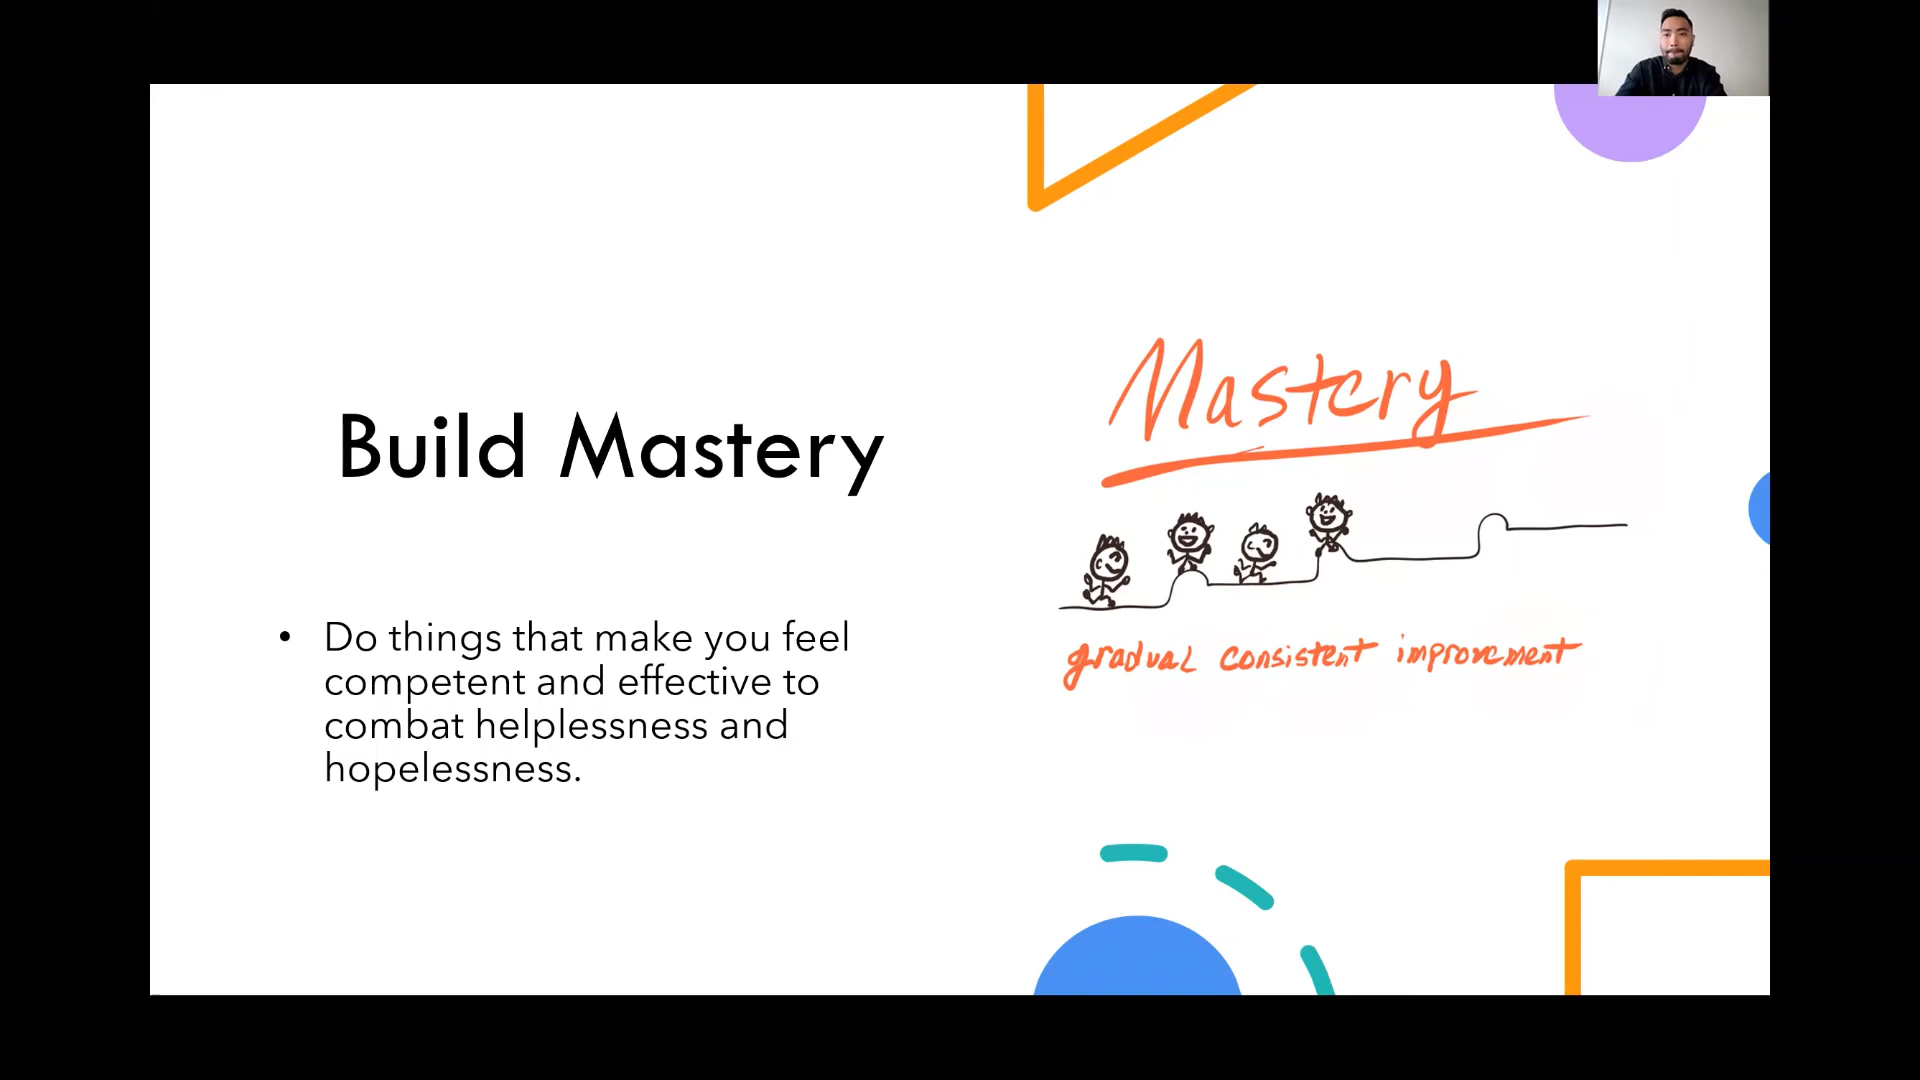 Build Mastery
• Do things that make you feel
competent and effective to
combat helplessness and
hopelessness.
Mastery
gradual consistent improvement